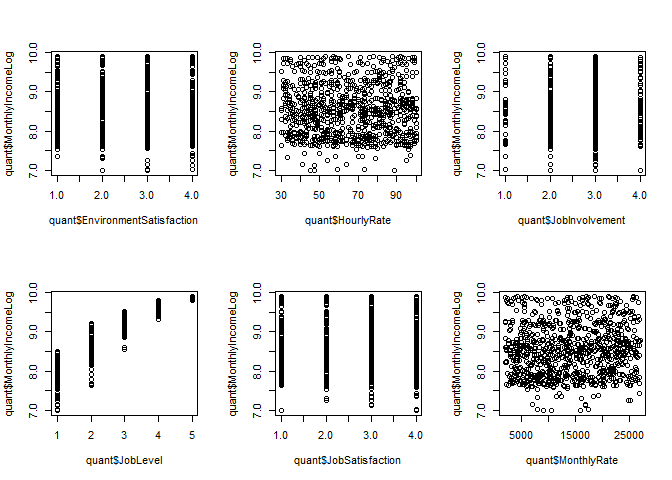 quant$MonthlyIncomeLog
7.0 8.0 9.0 10.0
1.0 2.0 3.0 4.0
quant$EnvironmentSatisfaction
quant$MonthlyIncomeLog
7.0 8.0 9.0 10.0
30 50 70 90
quant$HourlyRate
quant$MonthlyIncomeLog
7.0 8.0 9.0 10.0
1.0 2.0 3.0 4.0
quant$JobInvolvement
quant$MonthlyIncomeLog
7.0 8.0 9.0 10.0
1 2 3 4 5
quant$JobLevel
quant$MonthlyIncomeLog
7.0 8.0 9.0 10.0
1.0 2.0 3.0 4.0
quant$JobSatisfaction
quant$MonthlyIncomeLog
7.0 8.0 9.0 10.0
5000 15000 25000
quant$MonthlyRate